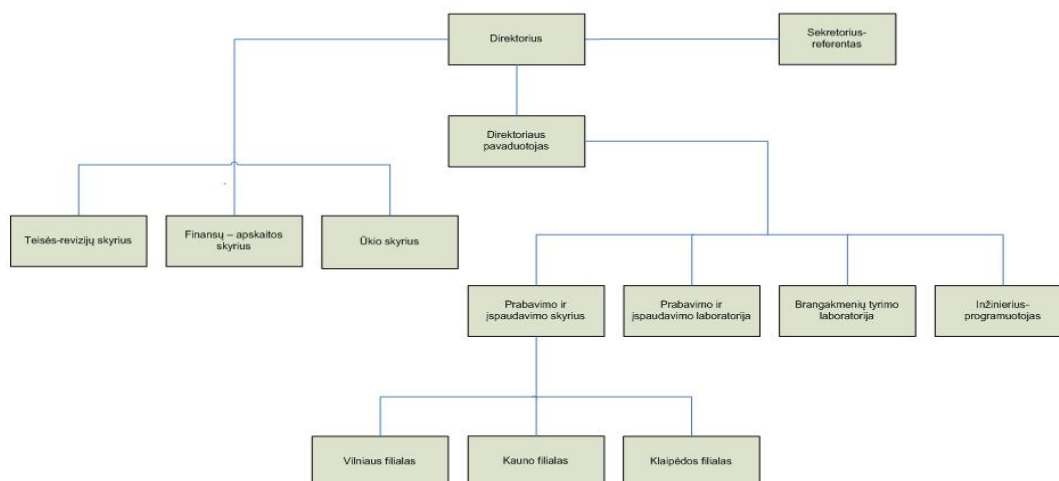 Direktorius
Sekretorius-
referentas
Direktoriaus
pavaduotojas
Teisės-revizijų skyrius
Finansų – apskaitos
skyrius
Ūkio skyrius
Prabavimo ir
įspaudavimo skyrius
Prabavimo ir
įspaudavimo laboratorija
Brangakmenių tyrimo
laboratorija
Inžinierius-
programuotojas
Vilniaus filialas
Kauno filialas
Klaipėdos filialas